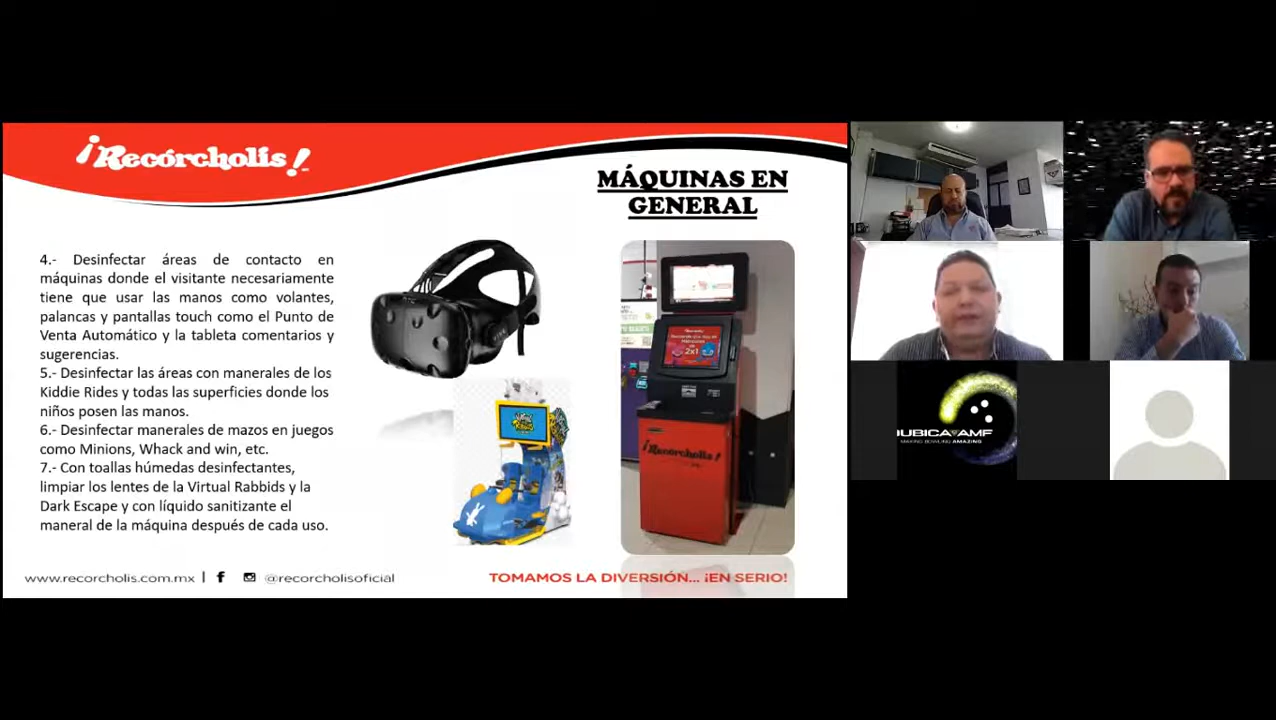 ¡Recórcholis!
MÁQUINAS EN
GENERAL
4.- Desinfectar áreas de contacto en
máquinas donde el visitante necesariamente
tiene que usar las manos como volantes,
palancas y pantallas touch como el Punto de
Venta Automático y la tableta comentarios y
sugerencias.
5.- Desinfectar las áreas con manerales de los
Kiddie Rides y todas las superficies donde los
niños posen las manos.
6.- Desinfectar manerales de mazos en juegos
como Minions, Whack and win, etc.
7.- Con toallas húmedas desinfectantes,
limpiar los lentes de la Virtual Rabbids y la
Dark Escape y con líquido sanitizante el
maneral de la máquina después de cada uso.
2x1
¡Recórcholis!
www.recorcholis.com.mx | @recorcholisoficial
TOMAMOS LA DIVERSIÓN... ¡EN SERIO!
UBICA AMF
MAKING BOWLING AMAZING